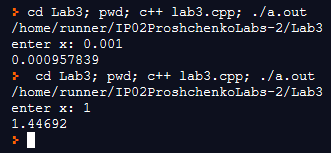 > cd Lab3; pwd; c++ lab3.cpp; ./a.out
/home/runner/IP02ProshchenkoLabs-2/Lab3
enter x: 0.001
0.000957839
> cd Lab3; pwd; c++ lab3.cpp; ./a.out
/home/runner/IP02ProshchenkoLabs-2/Lab3
enter x: 1
1.44692
>